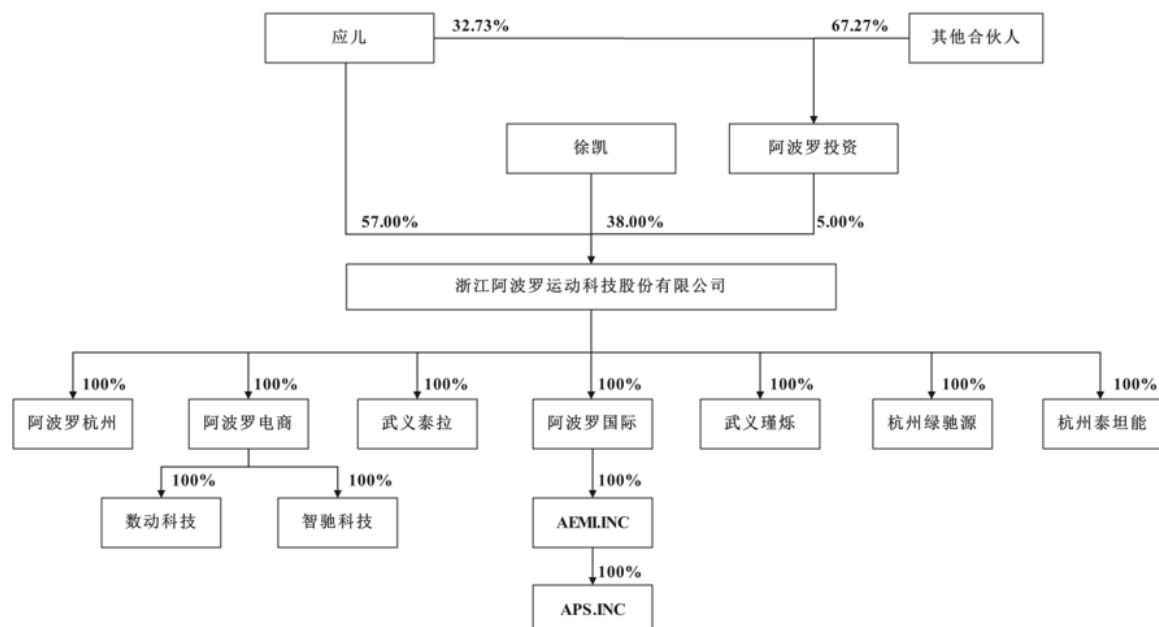 应儿
32.73%
67.27%
其他合伙人
徐凯
阿波罗投资
57.00%
38.00%
5.00%
浙江阿波罗运动科技股份有限公司
100%
100%
100%
100%
100%
100%
100%
阿波罗杭州
阿波罗电商
武义泰拉
阿波罗国际
武义瑾烁
杭州绿驰源
杭州泰坦能
100%
100%
100%
数动科技
智驰科技
AEMI.INC
100%
APS.INC